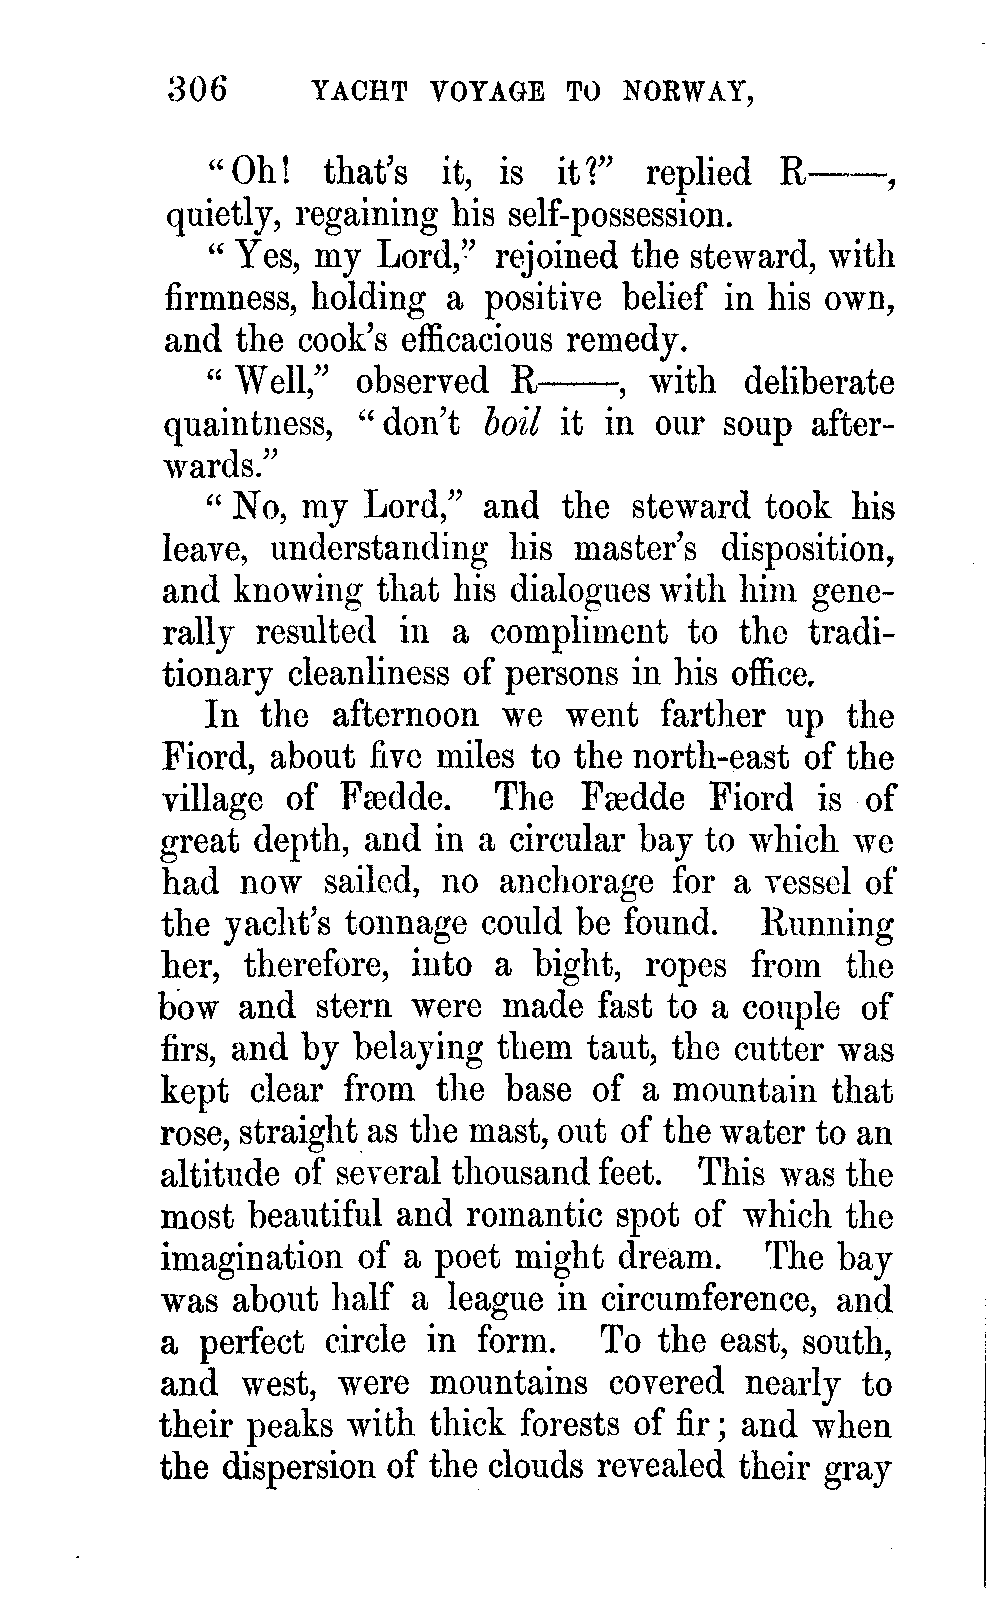 306 YACHT VOYAGE TO NORWAY,
"Oh! that's it, is it?" replied R——,
quietly, regaining his self-possession.
"Yes, my Lord," rejoined the steward, with
firmness, holding a positive belief in his own,
and the cook's efficacious remedy.
"Well," observed R——, with deliberate
quaintness, "don't boil it in our soup after-
wards."
"No, my Lord," and the steward took his
leave, understanding his master's disposition,
and knowing that his dialogues with him gene-
rally resulted in a compliment to the tradi-
tionary cleanliness of persons in his office.
In the afternoon we went farther up the
Fiord, about five miles to the north-east of the
village of Fædde. The Fædde Fiord is of
great depth, and in a circular bay to which we
had now sailed, no anchorage for a vessel of
the yacht's tonnage could be found. Running
her, therefore, into a bight, ropes from the
bow and stern were made fast to a couple of
firs, and by belaying them taut, the cutter was
kept clear from the base of a mountain that
rose, straight as the mast, out of the water to an
altitude of several thousand feet. This was the
most beautiful and romantic spot of which the
imagination of a poet might dream. The bay
was about half a league in circumference, and
a perfect circle in form. To the east, south,
and west, were mountains covered nearly to
their peaks with thick forests of fir; and when
the dispersion of the clouds revealed their gray